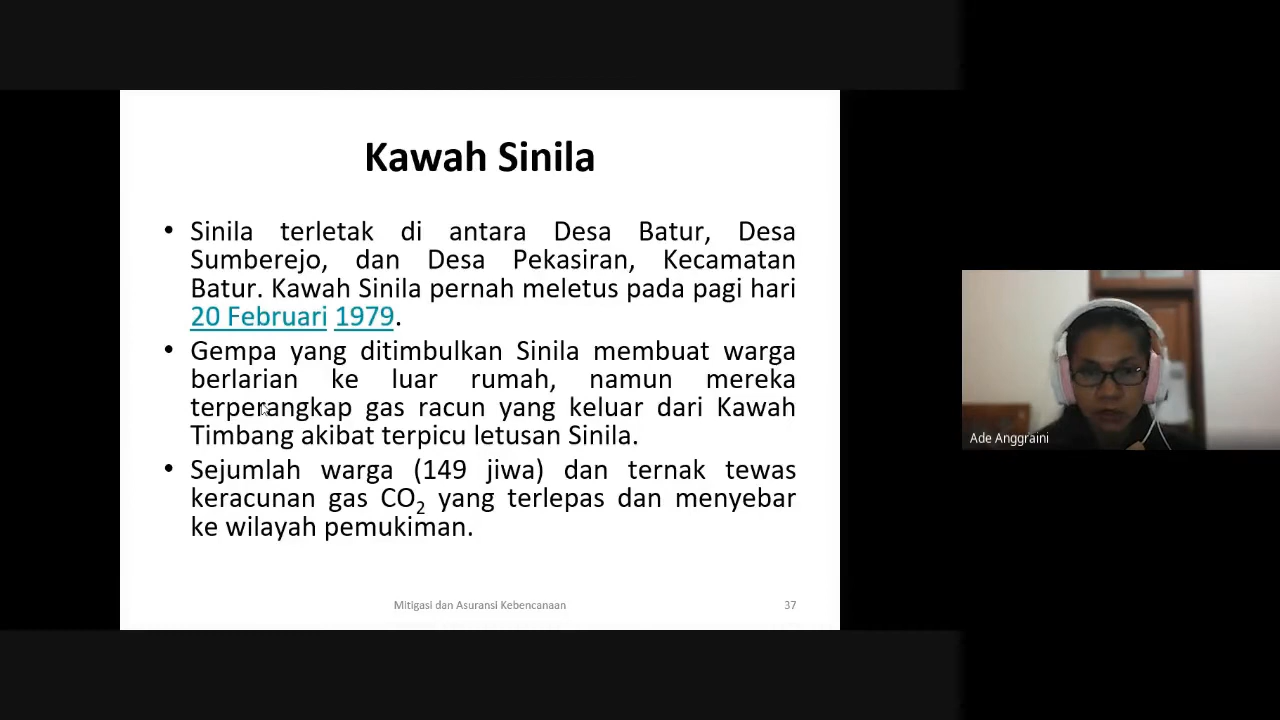 Kawah Sinila
• Sinila terletak di antara Desa Batur, Desa
Sumberejo, dan Desa Pekasiran, Kecamatan
Batur. Kawah Sinila pernah meletus pada pagi hari
20 Februari 1979.
• Gempa yang ditimbulkan Sinila membuat warga
berlarian ke luar rumah, namun mereka
terperangkap gas racun yang keluar dari Kawah
Timbang akibat terpicu letusan Sinila.
• Sejumlah warga (149 jiwa) dan ternak tewas
keracunan gas CO₂ yang terlepas dan menyebar
ke wilayah pemukiman.
Mitigasi dan Asuransi Kebencanaan 37
Ade Anggraini